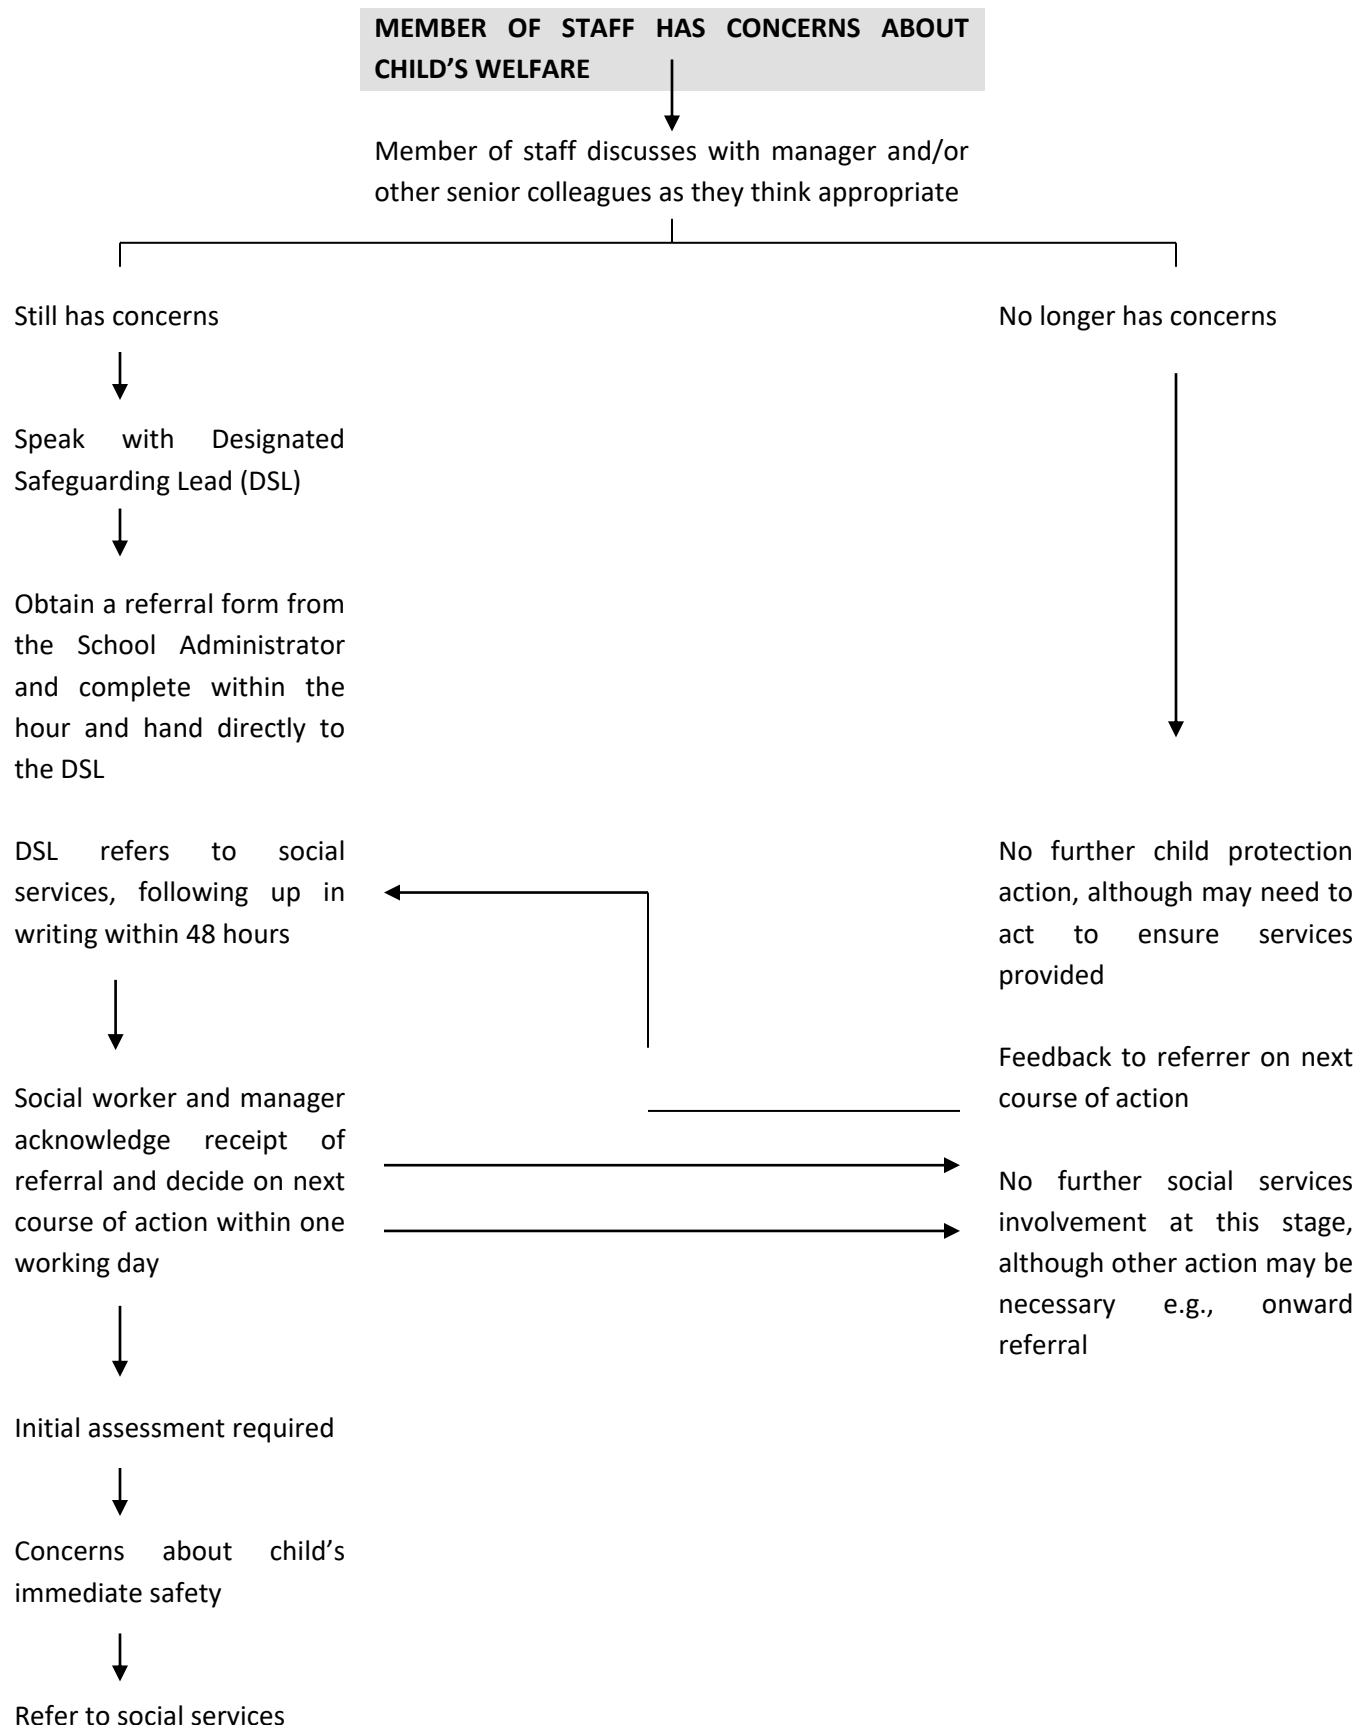 MEMBER OF STAFF HAS CONCERNS ABOUT
CHILD’S WELFARE
Member of staff discusses with manager and/or
other senior colleagues as they think appropriate
Still has concerns
No longer has concerns
Speak with Designated
Safeguarding Lead (DSL)
Obtain a referral form from
the School Administrator
and complete within the
hour and hand directly to
the DSL
DSL refers to social
services, following up in
writing within 48 hours
No further child protection
action, although may need to
act to ensure services
provided
Feedback to referrer on next
course of action
Social worker and manager
acknowledge receipt of
referral and decide on next
course of action within one
working day
No further social services
involvement at this stage,
although other action may be
necessary e.g., onward
referral
Initial assessment required
Concerns about child’s
immediate safety
Refer to social services